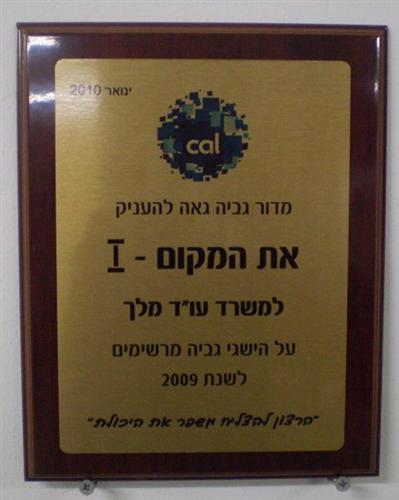 ינואר 2010
cal
מדור גביה גאה להעניק
את המקום - I
למשרד עו"ד מלך
על הישגי גביה מרשימים
לשנת 2009
"הרצון להצליח משפר את היכולת"